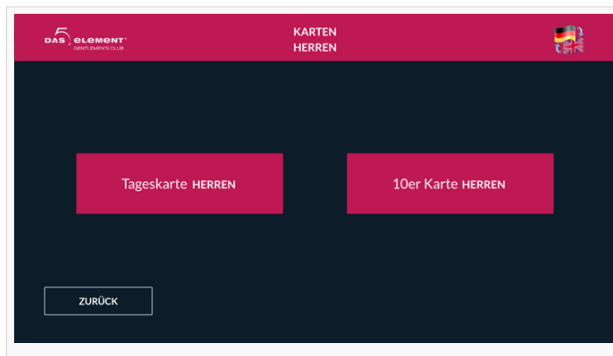 DAS 5 ELEMENT
GENTLEMEN'S CLUB
KARTEN
HERREN
Tageskarte HERREN
10er Karte HERREN
ZURÜCK